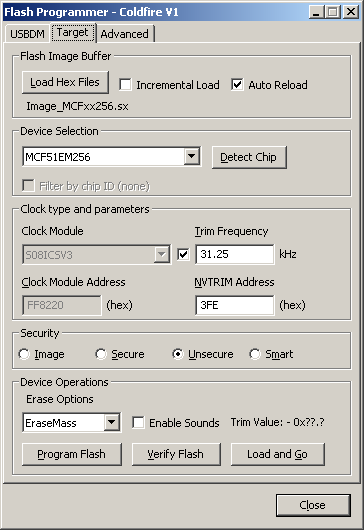 Flash Programmer - Coldfire V1
USBDM Target Advanced
Flash Image Buffer
Load Hex Files Incremental Load Auto Reload
Image_MCFxx256.sx
Device Selection
MCF51EM256 Detect Chip
Filter by chip ID (none)
Clock type and parameters
Clock Module Trim Frequency
S08ICSV3 31.25 kHz
Clock Module Address NVTRIM Address
FF8220 (hex) 3FE (hex)
Security
Image Secure Unsecure Smart
Device Operations
Erase Options
EraseMass Enable Sounds Trim Value: - 0x??.?
Program Flash Verify Flash Load and Go
Close